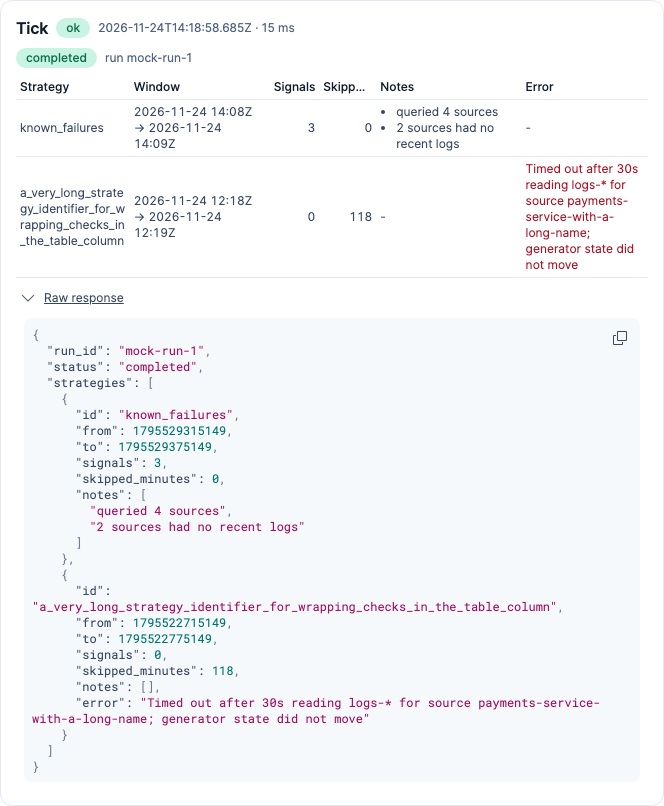 Tick ok 2026-11-24T14:18:58.685Z · 15 ms
completed run mock-run-1
Strategy Window Signals Skipp... Notes Error
known_failures
2026-11-24 14:08Z
→ 2026-11-24
14:09Z
3
0
• queried 4 sources
• 2 sources had no
recent logs
-
a_very_long_strate
gy_identifier_for_w
rapping_checks_in
_the_table_column
2026-11-24 12:18Z
→ 2026-11-24
12:19Z
0
118
-
Timed out after 30s
reading logs-* for
source payments-
service-with-a-
long-name;
generator state did
not move
Raw response
{
  "run_id": "mock-run-1",
  "status": "completed",
  "strategies": [
    {
      "id": "known_failures",
      "from": 1795529315149,
      "to": 1795529375149,
      "signals": 3,
      "skipped_minutes": 0,
      "notes": [
        "queried 4 sources",
        "2 sources had no recent logs"
      ]
    },
    {
      "id":
"a_very_long_strategy_identifier_for_wrapping_checks_in_the_table_column",
      "from": 1795522715149,
      "to": 1795522775149,
      "signals": 0,
      "skipped_minutes": 118,
      "notes": [],
      "error": "Timed out after 30s reading logs-* for source payments-service-
with-a-long-name; generator state did not move"
    }
  ]
}